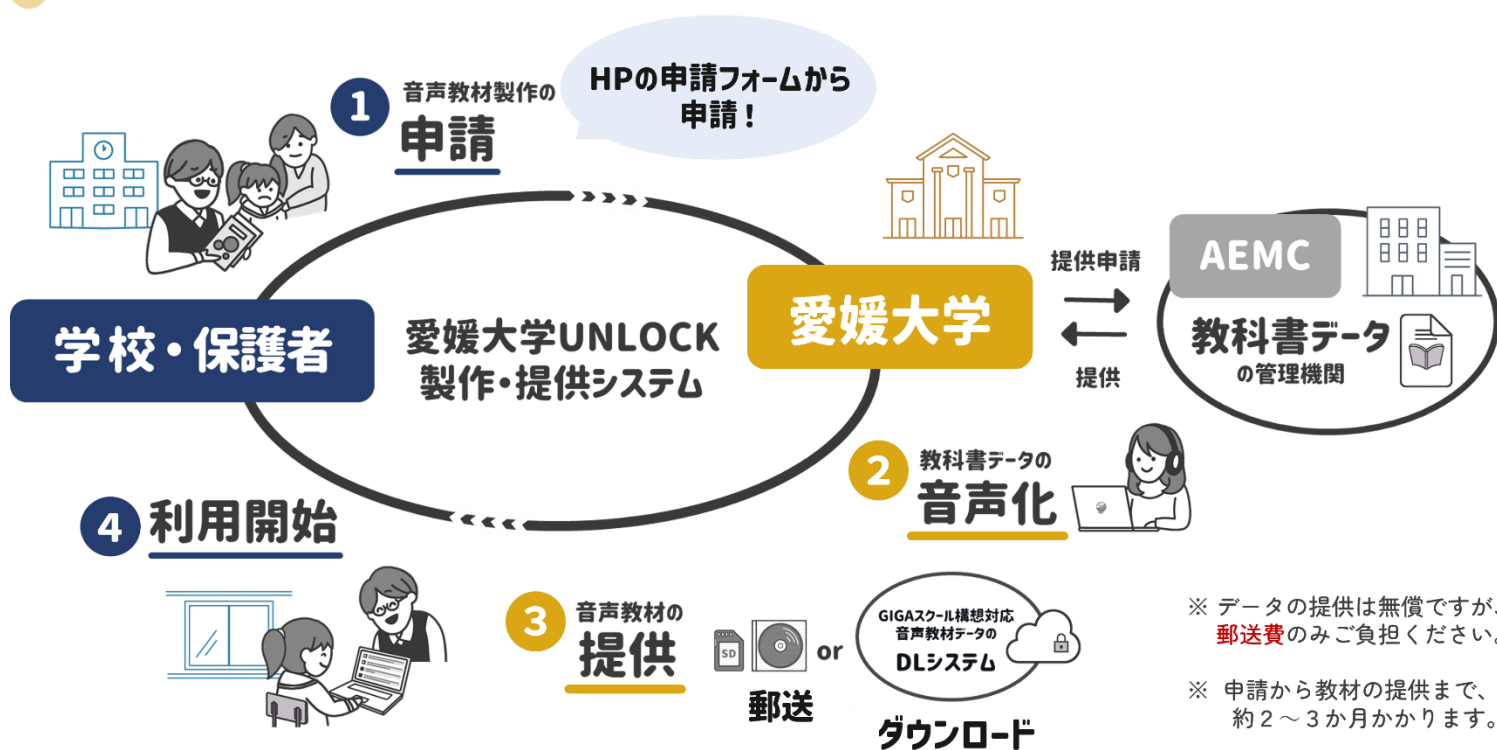 1
音声教材製作の
申請
HPの申請フォームから
申請！
学校・保護者
愛媛大学UNLOCK
製作・提供システム
愛媛大学
提供申請
提供
AEMC
教科書データ
の管理機関
2
教科書データの
音声化
3
音声教材の
提供
SD
郵送
or
GIGAスクール構想対応
音声教材データの
DLシステム
ダウンロード
4
利用開始
※ データの提供は無償ですが、
郵送費のみご負担ください。
※ 申請から教材の提供まで、
約２～３か月かかります。